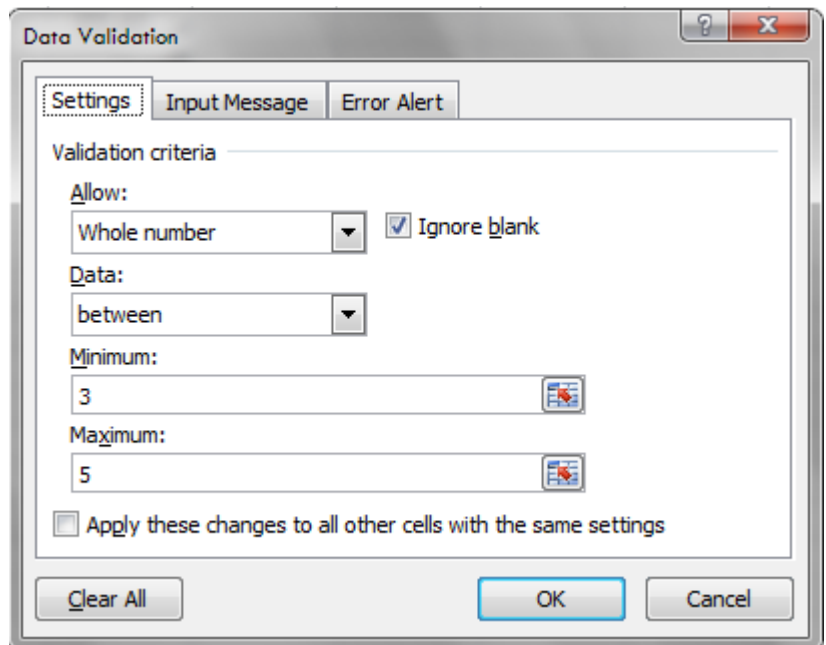 Data Validation
Settings Input Message Error Alert
Validation criteria
Allow:
Whole number Ignore blank
Data:
between
Minimum:
3
Maximum:
5
Apply these changes to all other cells with the same settings
Clear All OK Cancel